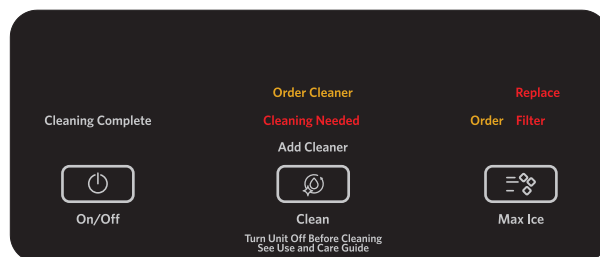 Order Cleaner
Replace
Cleaning Complete
Cleaning Needed
Order Filter
Add Cleaner
On/Off
Clean
Max Ice
Turn Unit Off Before Cleaning
See Use and Care Guide